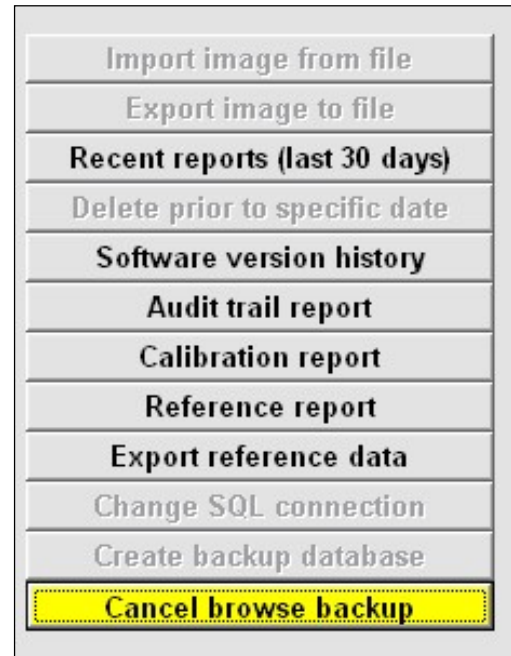 Import image from file
Export image to file
Recent reports (last 30 days)
Delete prior to specific date
Software version history
Audit trail report
Calibration report
Reference report
Export reference data
Change SQL connection
Create backup database
Cancel browse backup